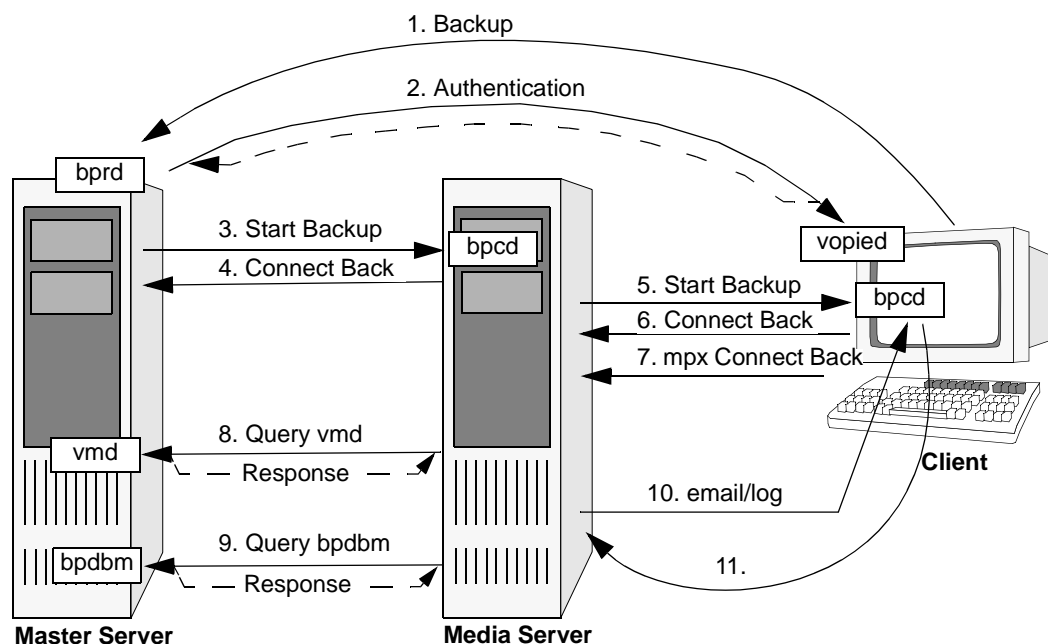 1. Backup
2. Authentication
bprd
vopied
3. Start Backup
bpcd
4. Connect Back
5. Start Backup
bpcd
6. Connect Back
7. mpx Connect Back
8. Query vmd
vmd
Response
Client
10. email/log
9. Query bpdbm
bpdbm
11.
Response
Master Server
Media Server